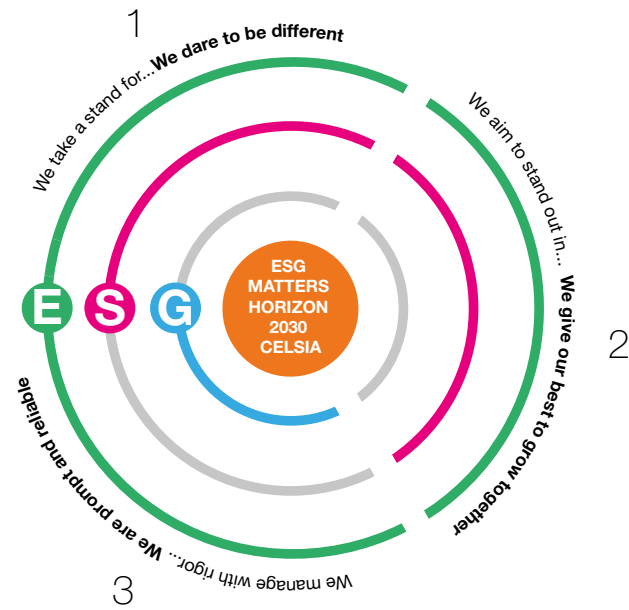 1
We take a stand for...We dare to be different
We aim to stand out in... We give our best to grow together
2
E S G
ESG
MATTERS
HORIZON
2030
CELSIA
We manage with rigor... We are prompt and reliable
3